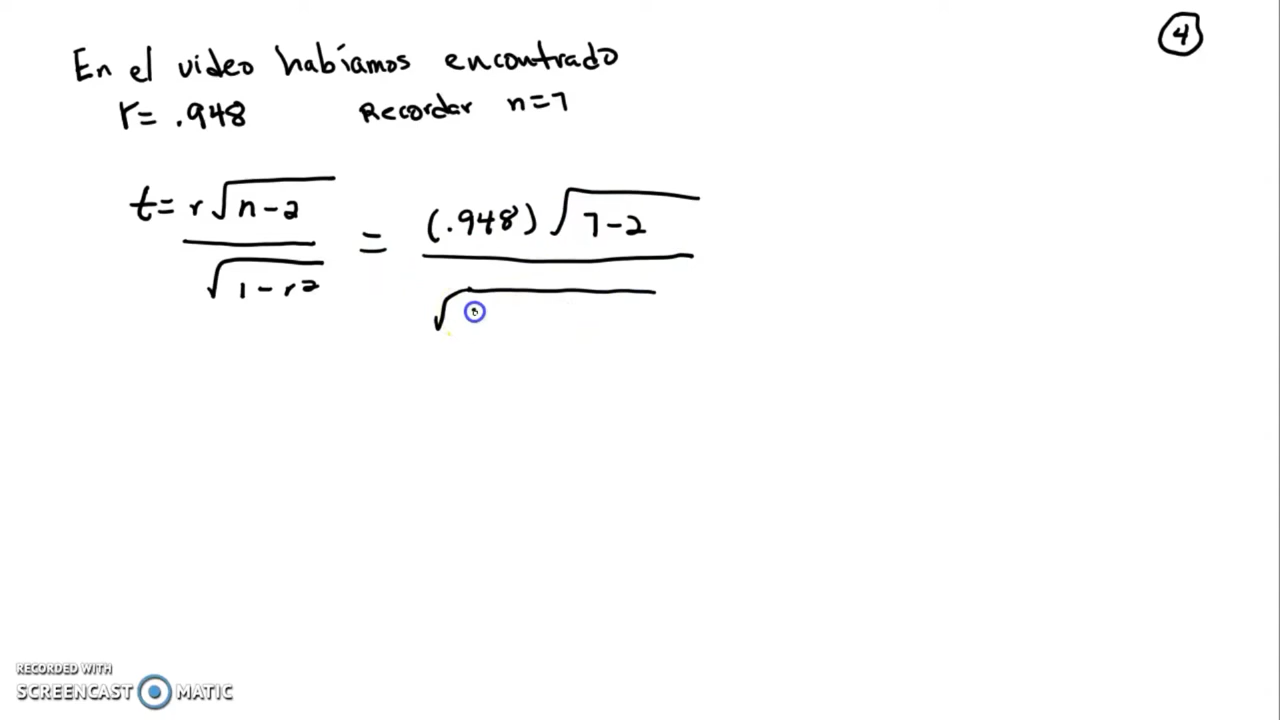 4
En el video habíamos encontrado
r= .948 Recordar n=7
t= r√n-2 / √1-r2 = (.948) √7-2 / √
RECORDED WITH
SCREENCAST MATIC